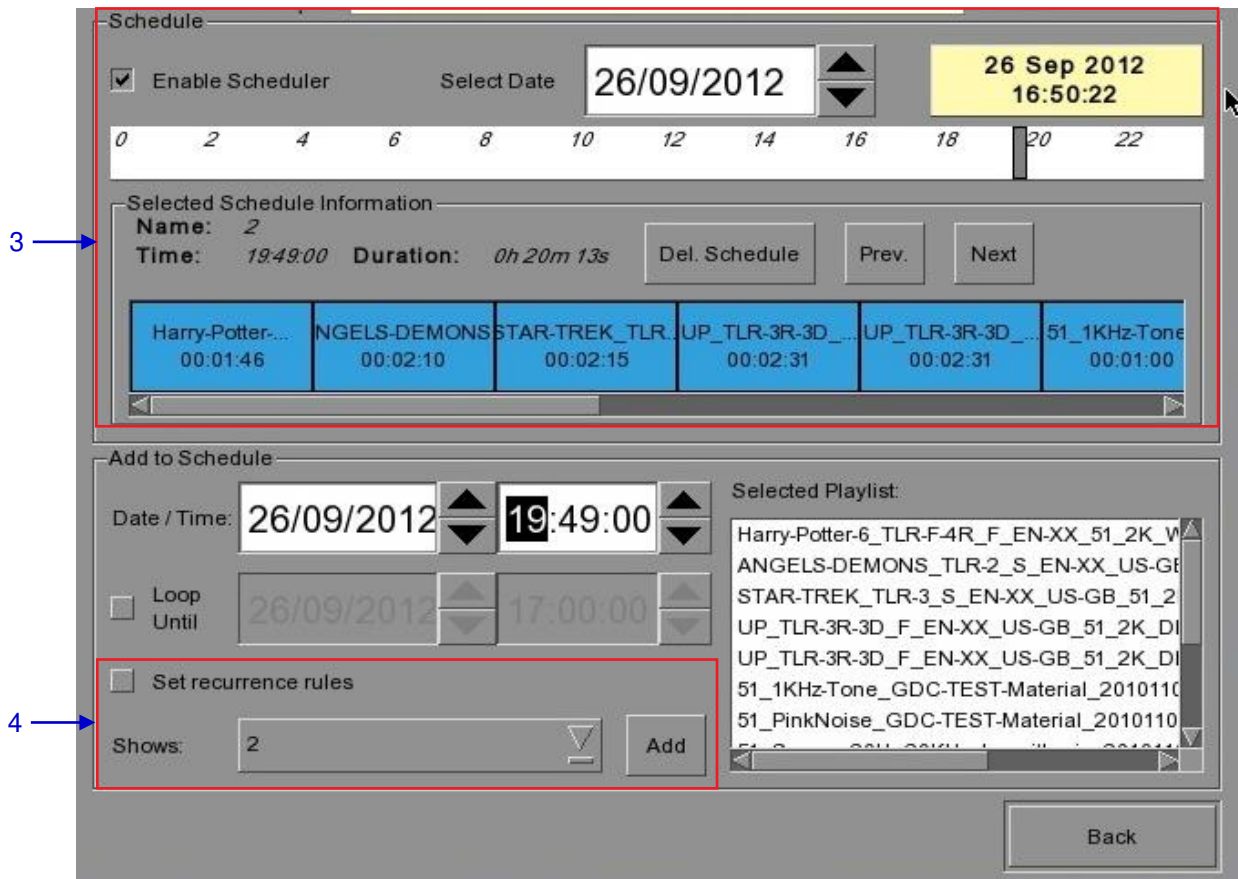 Schedule
Enable Scheduler Select Date 26/09/2012 26 Sep 2012
16:50:22
0 2 4 6 8 10 12 14 16 18 20 22
Selected Schedule Information
Name: 2
3
Time: 19:49:00 Duration: 0h 20m 13s Del. Schedule Prev. Next
Harry-Potter-... NGELS-DEMONS STAR-TREK_TLR.. UP_TLR-3R-3D_... UP_TLR-3R-3D_... 51_1KHz-Tone
00:01:46 00:02:10 00:02:15 00:02:31 00:02:31 00:01:00
Add to Schedule
Date / Time: 26/09/2012 19:49:00
Loop Until 26/09/2012 17:00:00
Selected Playlist:
Harry-Potter-6_TLR-F-4R_F_EN-XX_51_2K_W
ANGELS-DEMONS_TLR-2_S_EN-XX_US-GB
STAR-TREK_TLR-3_S_EN-XX_US-GB_51_2
UP_TLR-3R-3D_F_EN-XX_US-GB_51_2K_DI
UP_TLR-3R-3D_F_EN-XX_US-GB_51_2K_DI
51_1KHz-Tone_GDC-TEST-Material_2010110
51_PinkNoise_GDC-TEST-Material_2010110
Set recurrence rules
4
Shows: 2 Add
Back